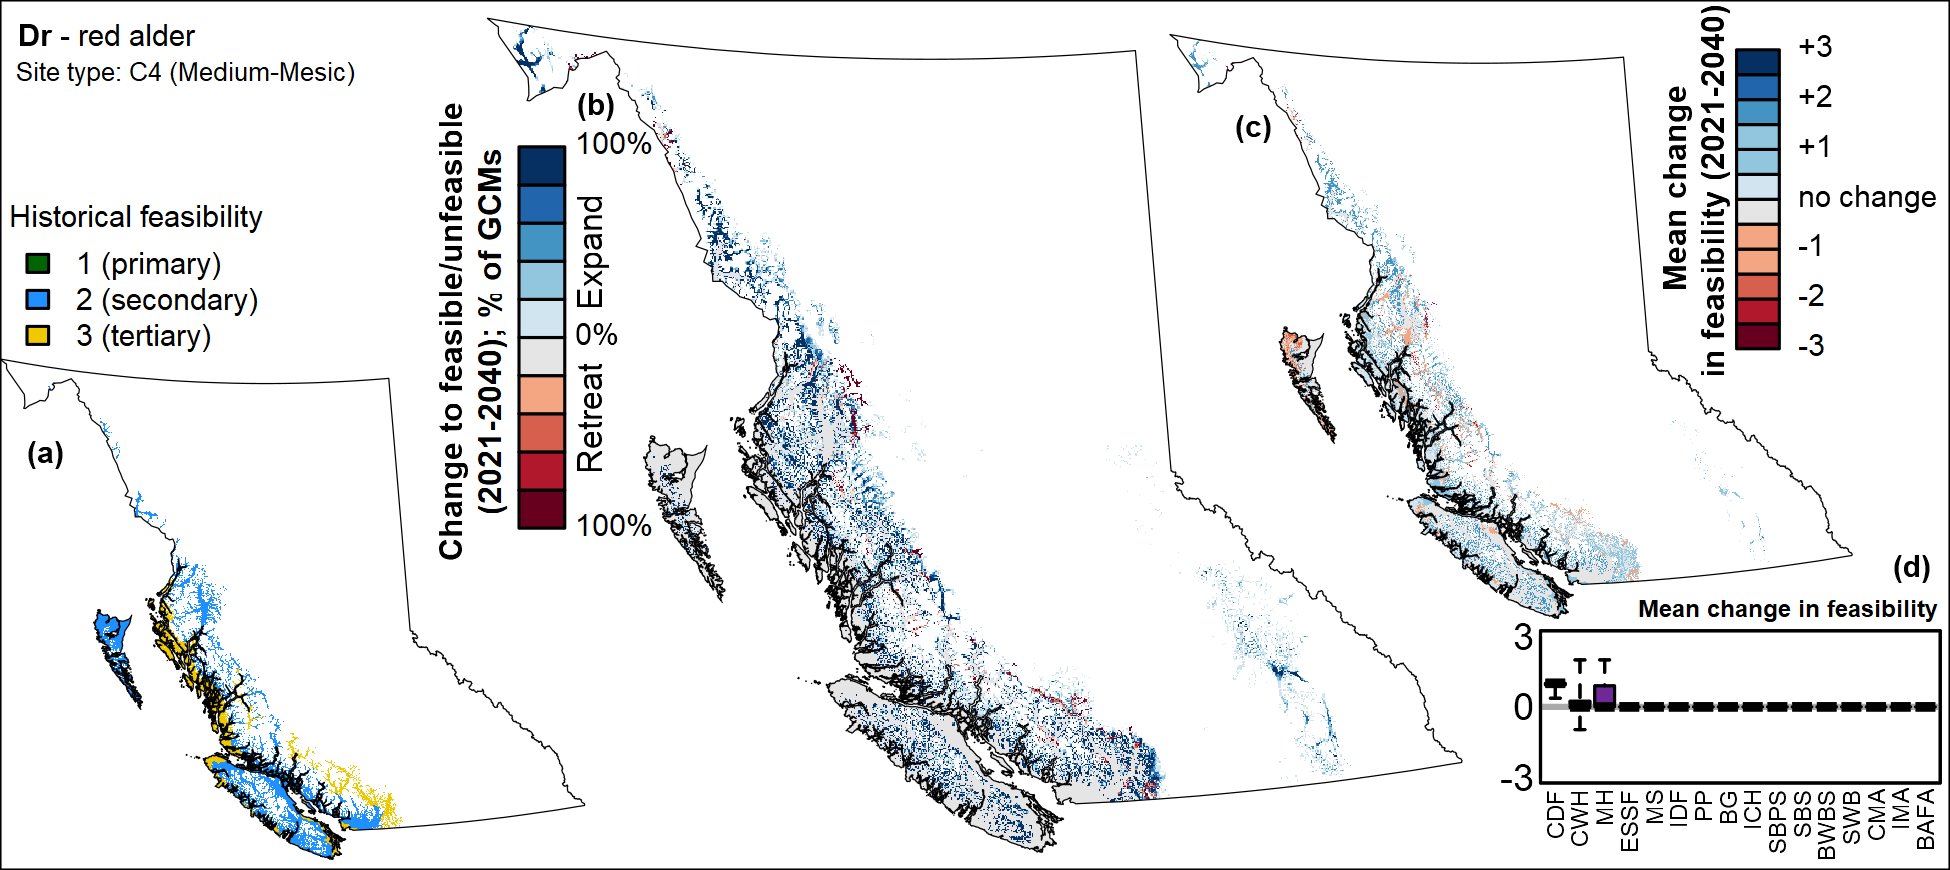 Dr - red alder
Site type: C4 (Medium-Mesic)
Historical feasibility
1 (primary)
2 (secondary)
3 (tertiary)
(a)
(b)
Change to feasible/unfeasible
(2021-2040); % of GCMs
100%
Expand
0%
Retreat
100%
(c)
Mean change
in feasibility (2021-2040)
+3
+2
+1
no change
-1
-2
-3
(d)
Mean change in feasibility
3
0
-3
CDF
CWH
MH
ESSF
MS
IDF
PP
BG
ICH
SBPS
SBS
BWBS
SWB
CMA
IMA
BAFA